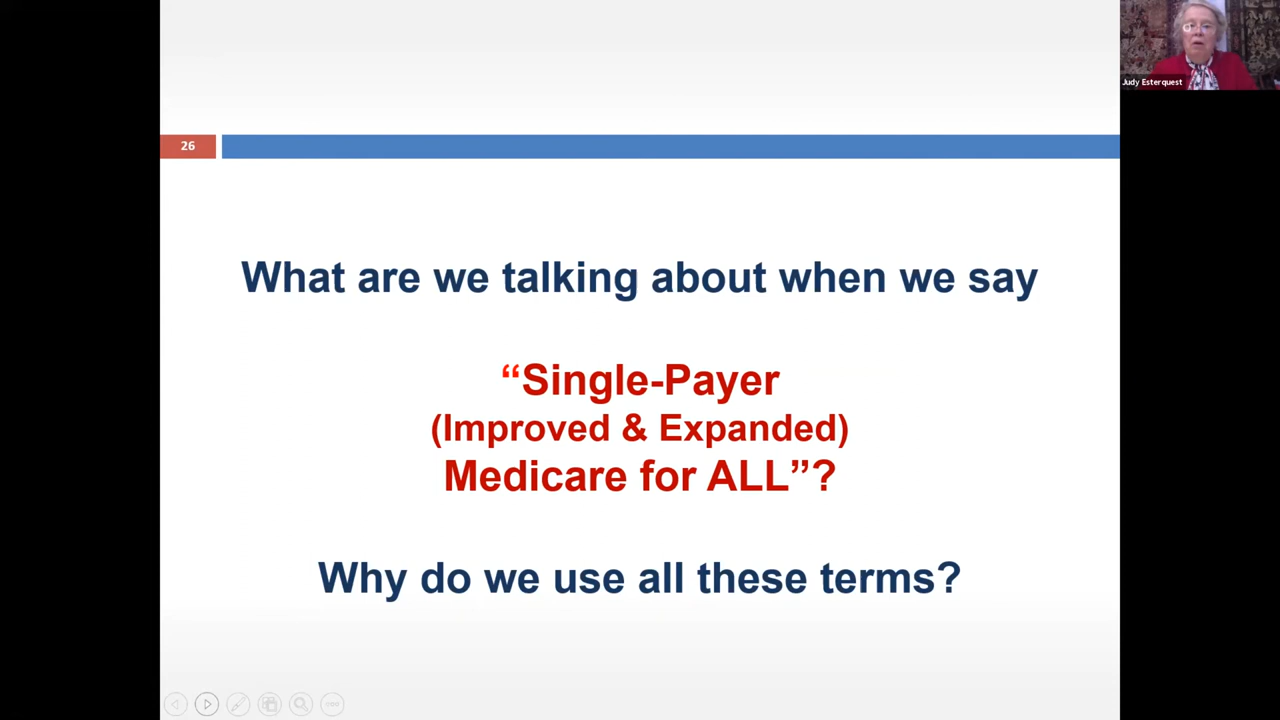 Judy Esterquest
26
What are we talking about when we say
“Single-Payer
(Improved & Expanded)
Medicare for ALL”?
Why do we use all these terms?